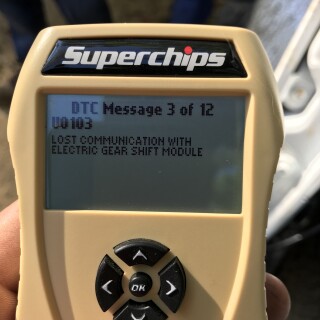 Superchips
DTC Message 3 of 12
U0103
LOST COMMUNICATION WITH
ELECTRIC GEAR SHIFT MODULE
OK